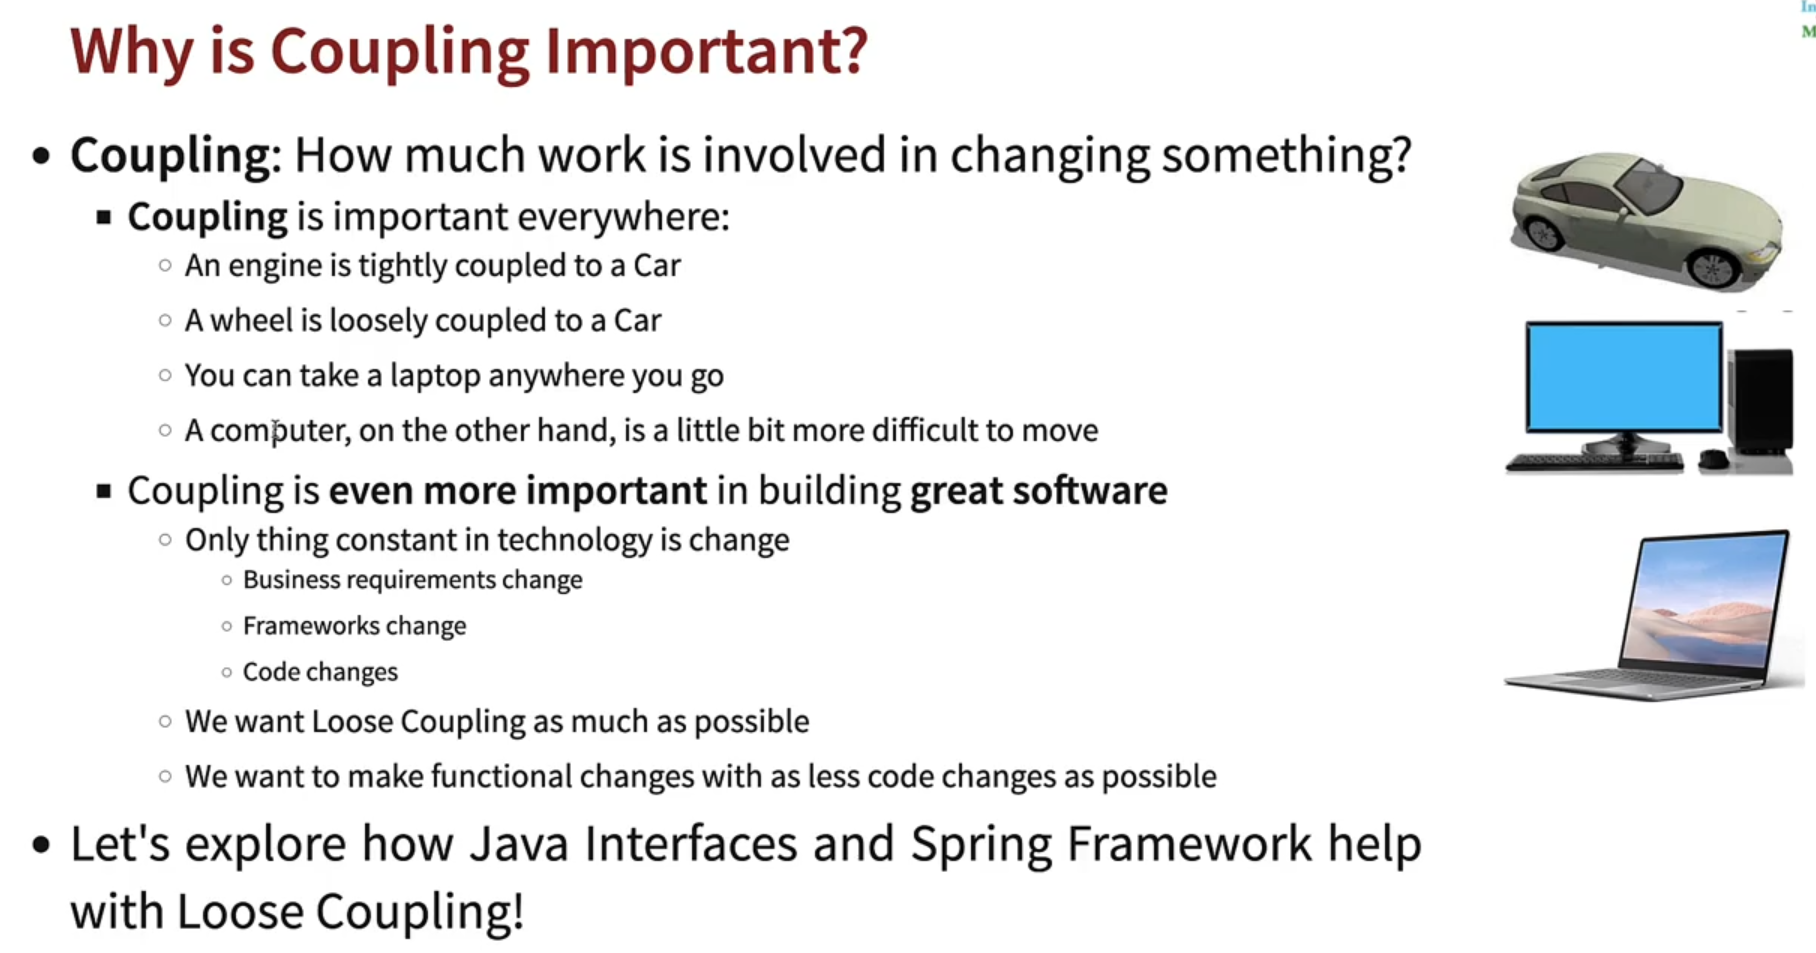 Why is Coupling Important?
In
M
Coupling: How much work is involved in changing something?
Coupling is important everywhere:
An engine is tightly coupled to a Car
A wheel is loosely coupled to a Car
You can take a laptop anywhere you go
A computer, on the other hand, is a little bit more difficult to move
Coupling is even more important in building great software
Only thing constant in technology is change
Business requirements change
Frameworks change
Code changes
We want Loose Coupling as much as possible
We want to make functional changes with as less code changes as possible
Let's explore how Java Interfaces and Spring Framework help
with Loose Coupling!